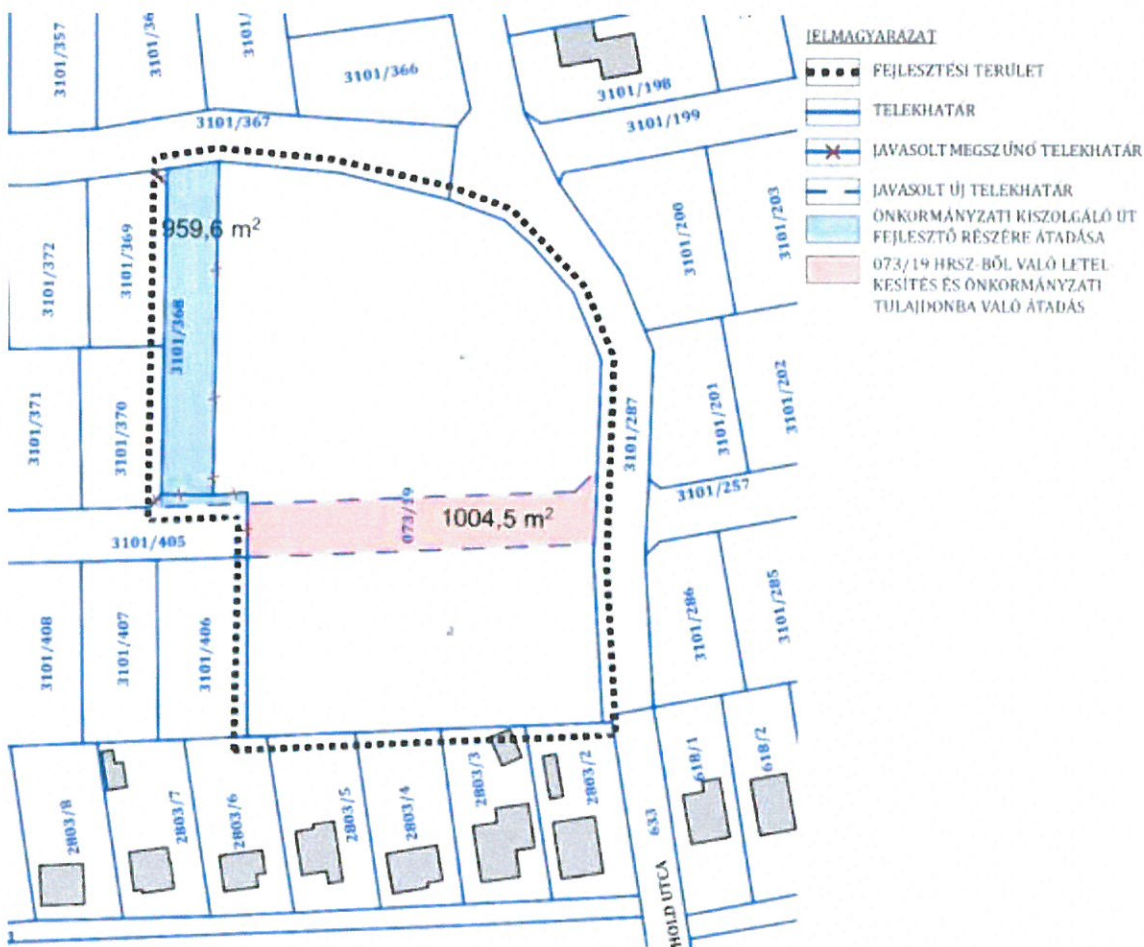 3101/357
3101/366
3101/367
3101/198
3101/199
959,6 m²
3101/369
3101/372
3101/368
3101/200
3101/203
3101/371
3101/370
3101/287
3101/201
3101/202
3101/257
073/19
1004,5 m²
3101/405
3101/408
3101/407
3101/406
3101/286
3101/285
2803/8
2803/7
2803/6
2803/5
2803/4
2803/3
2803/2
633
618/1
618/2
HOLD UTCA
JELMAGYARÁZAT
FEJLESZTÉSI TERÜLET
TELEKHATÁR
JAVASOLT MEGSZŰNŐ TELEKHATÁR
JAVASOLT ÚJ TELEKHATÁR
ÖNKORMÁNYZATI KISZOLGÁLÓ ÚT
FEJLESZTŐ RÉSZÉRE ÁTADÁSA
073/19 HRSZ-BŐL VALÓ LETEL-
KESÍTÉS ÉS ÖNKORMÁNYZATI
TULAJDONBA VALÓ ÁTADÁS